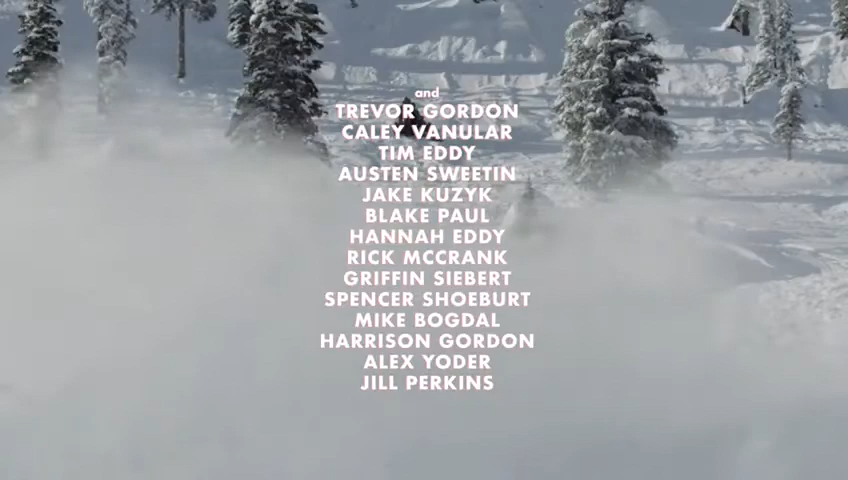 and
TREVOR GORDON
CALEY VANULAR
TIM EDDY
AUSTEN SWEETIN
JAKE KUZYK
BLAKE PAUL
HANNAH EDDY
RICK MCCRANK
GRIFFIN SIEBERT
SPENCER SHOEBURT
MIKE BOGDAL
HARRISON GORDON
ALEX YODER
JILL PERKINS